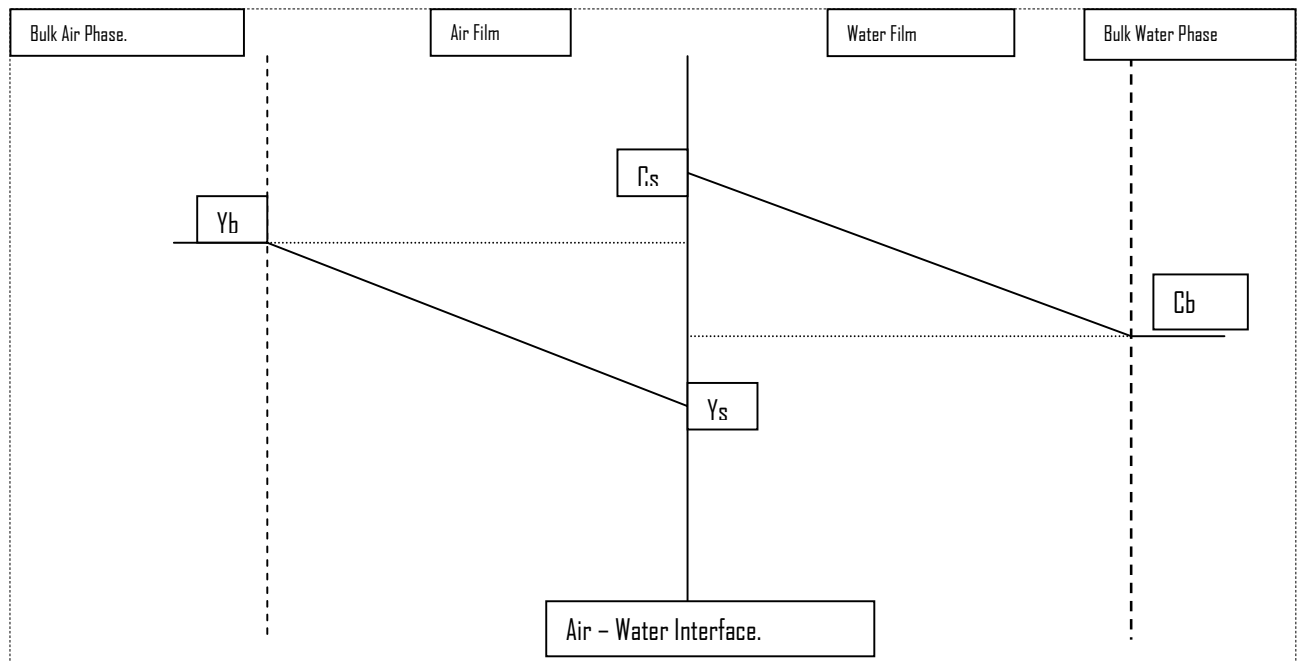 Bulk Air Phase.
Air Film
Water Film
Bulk Water Phase
Cs
Yb
Cb
Ys
Air – Water Interface.